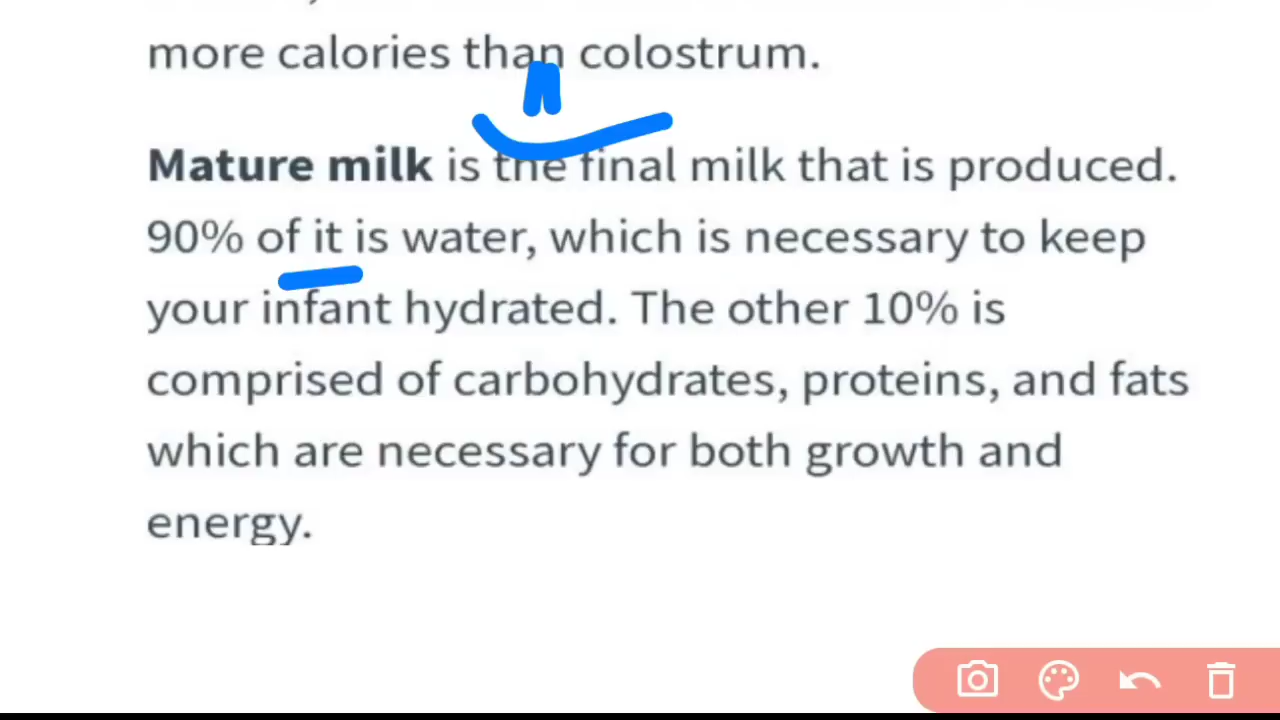 more calories than colostrum.
Mature milk is the final milk that is produced.
90% of it is water, which is necessary to keep
your infant hydrated. The other 10% is
comprised of carbohydrates, proteins, and fats
which are necessary for both growth and
energy.